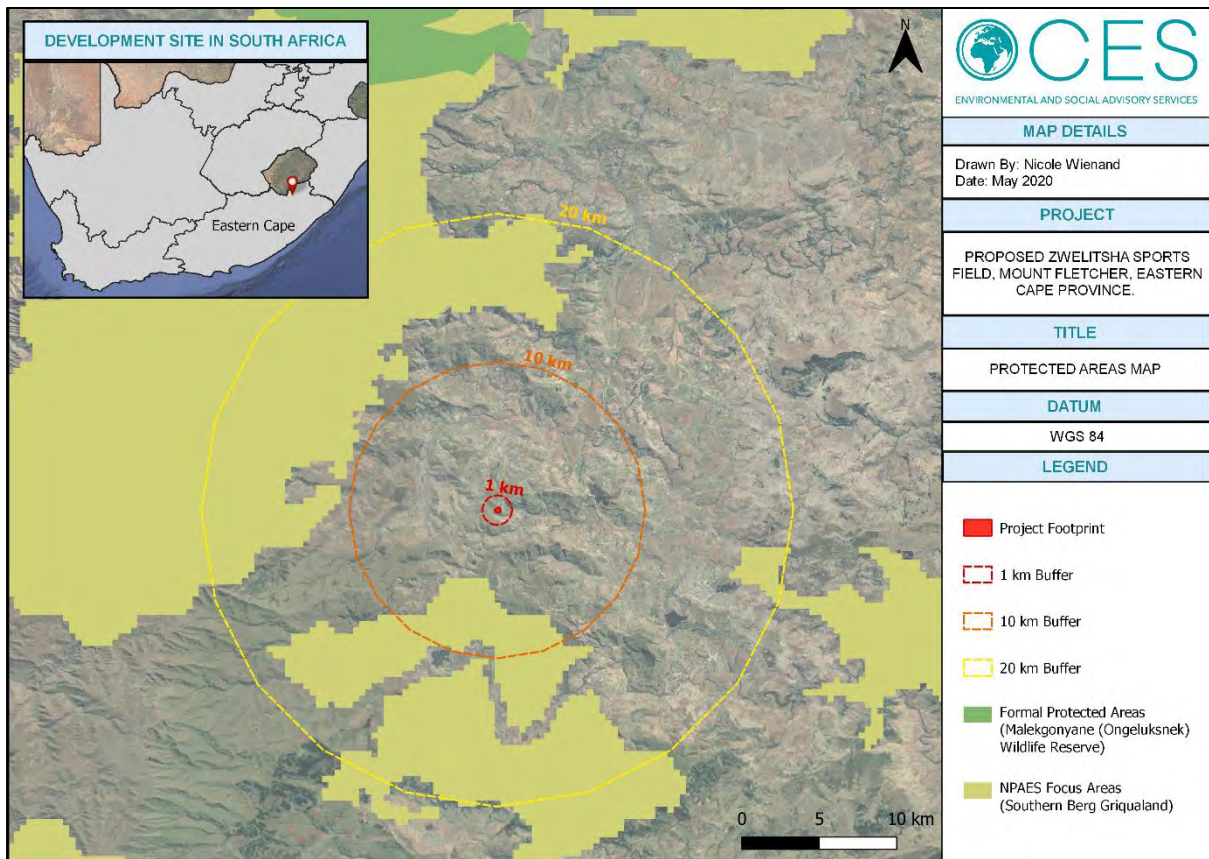 DEVELOPMENT SITE IN SOUTH AFRICA
Eastern Cape
N
20 km
10 km
1 km
0 5 10 km
CES
ENVIRONMENTAL AND SOCIAL ADVISORY SERVICES
MAP DETAILS
Drawn By: Nicole Wienand
Date: May 2020
PROJECT
PROPOSED ZWELITSHA SPORTS
FIELD, MOUNT FLETCHER, EASTERN
CAPE PROVINCE.
TITLE
PROTECTED AREAS MAP
DATUM
WGS 84
LEGEND
Project Footprint
1 km Buffer
10 km Buffer
20 km Buffer
Formal Protected Areas
(Malekgonyane (Ongeluksnek)
Wildlife Reserve)
NPAES Focus Areas
(Southern Berg Griqualand)